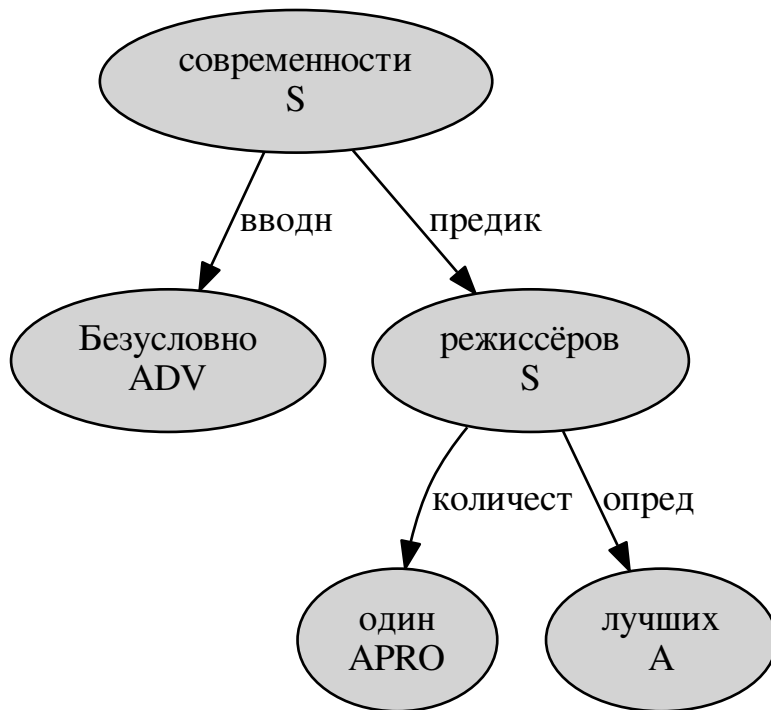 современности
S
вводн
предик
Безусловно
ADV
режиссёров
S
количест
опред
один
APRO
лучших
A